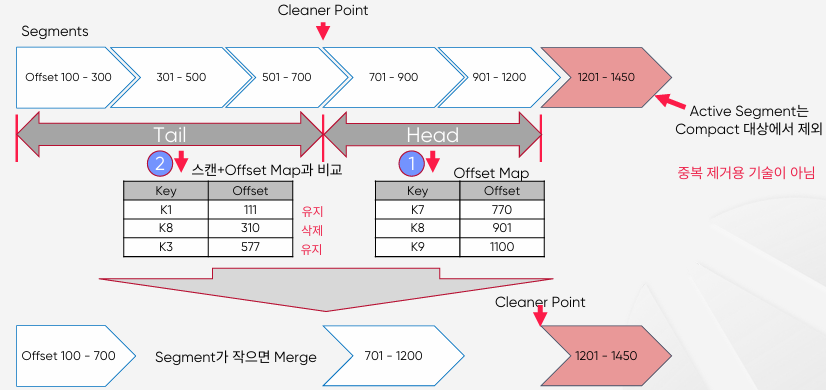 Cleaner Point
Segments
Offset 100 - 300
301 - 500
501 - 700
701 - 900
901 - 1200
1201 - 1450
Active Segment는
Compact 대상에서 제외
Tail
Head
중복 제거용 기술이 아님
2
스캔+Offset Map과 비교
1
Offset Map
Key Offset
K1 111 유지
K8 310 삭제
K3 577 유지
Key Offset
K7 770
K8 901
K9 1100
Cleaner Point
Offset 100 - 700
Segment가 작으면 Merge
701 - 1200
1201 - 1450